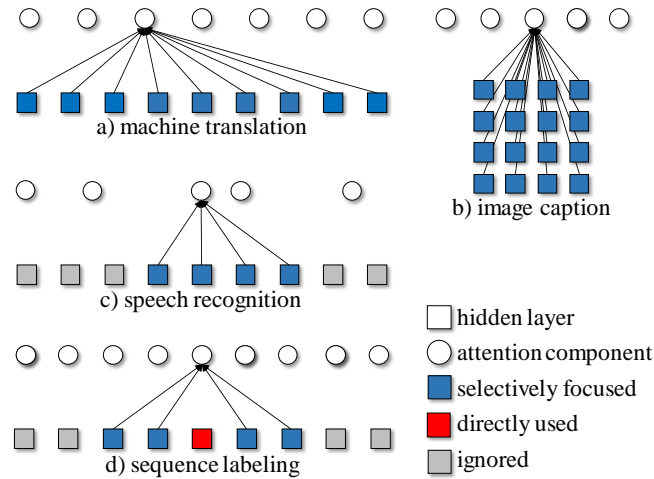 a) machine translation
b) image caption
c) speech recognition
d) sequence labeling
hidden layer
attention component
selectively focused
directly used
ignored